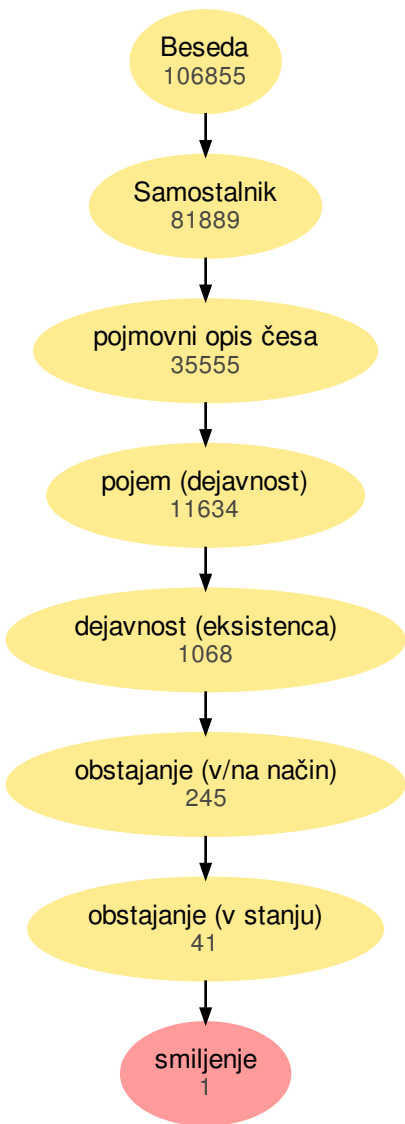 Beseda
106855
Samostalnik
81889
pojmovni opis česa
35555
pojem (dejavnost)
11634
dejavnost (eksistenca)
1068
obstajanje (v/na način)
245
obstajanje (v stanju)
41
smiljenje
1